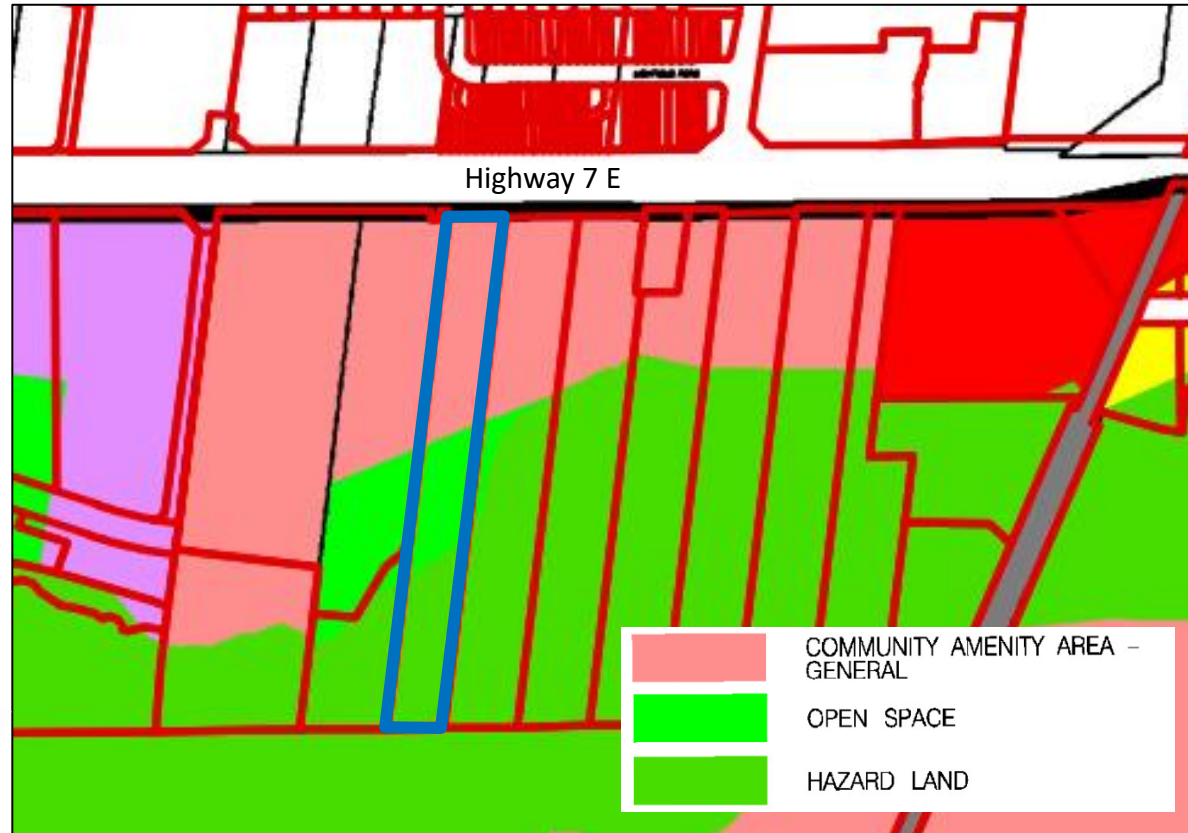 Highway 7 E
COMMUNITY AMENITY AREA –
GENERAL
OPEN SPACE
HAZARD LAND